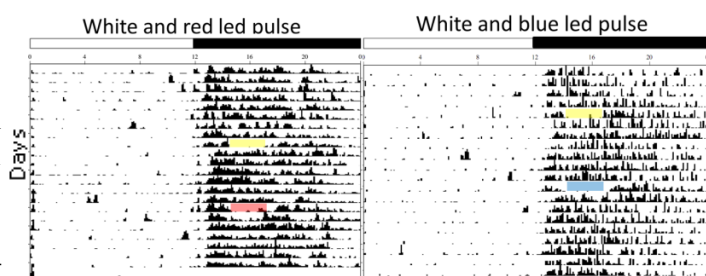 White and red led pulse
White and blue led pulse
0 4 8 12 16 20 0
4 8 12 16 20
Days